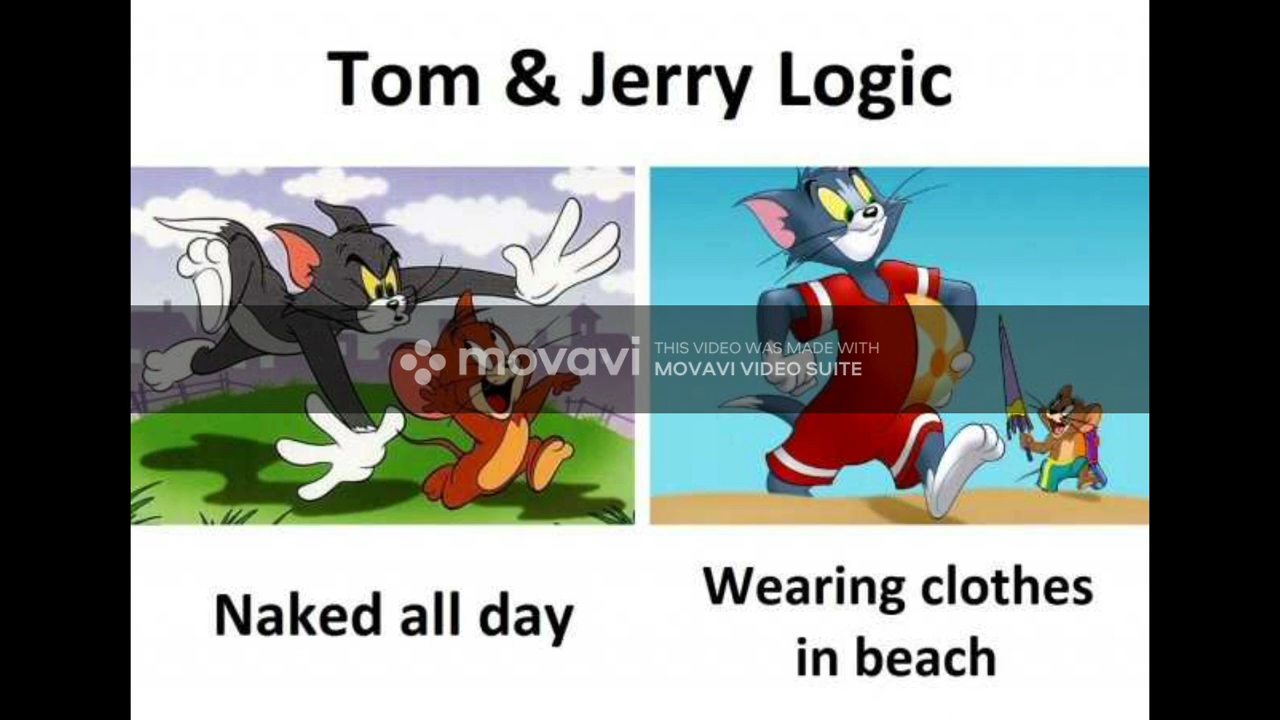 Tom & Jerry Logic
movavi
THIS VIDEO WAS MADE WITH
MOVAVI VIDEO SUITE
Naked all day
Wearing clothes
in beach